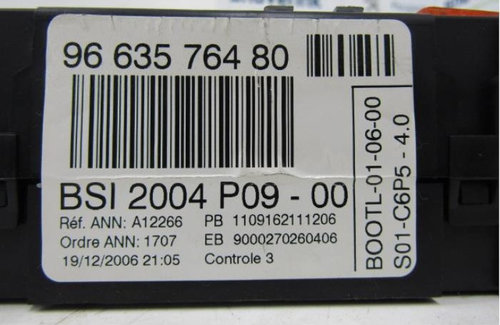 96 635 764 80
BSI 2004 P09 - 00
Réf. ANN: A12266 PB 1109162111206
Ordre ANN: 1707 EB 9000270260406
19/12/2006 21:05 Controle 3
BOOTL-01-06-00
S01-C6P5 - 4.0